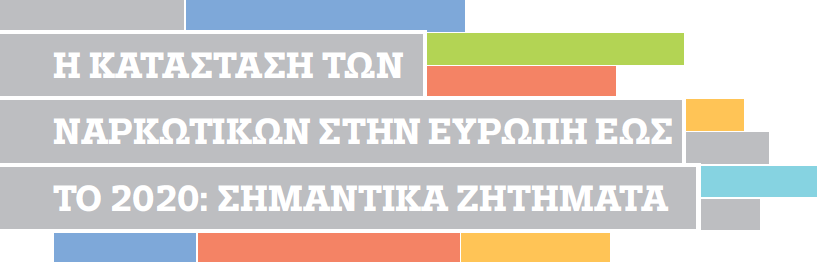 Η ΚΑΤΑΣΤΑΣΗ ΤΩΝ
ΝΑΡΚΩΤΙΚΩΝ ΣΤΗΝ ΕΥΡΩΠΗ ΕΩΣ
ΤΟ 2020: ΣΗΜΑΝΤΙΚΑ ΖΗΤΗΜΑΤΑ